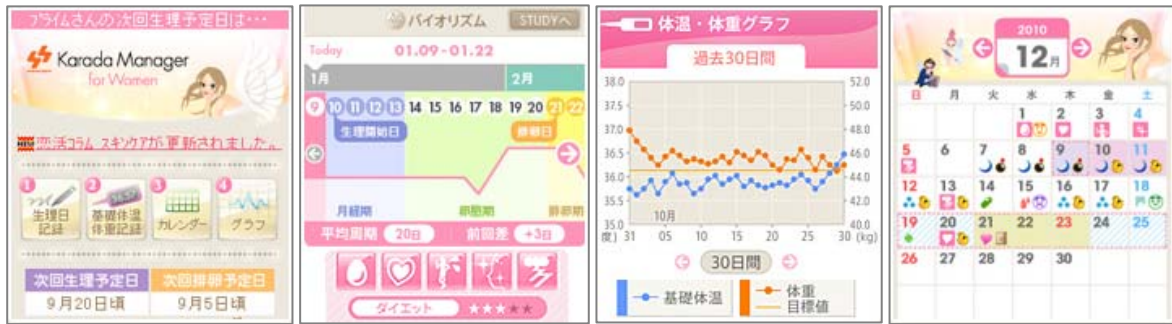 プライムさんの次回生理予定日は・・・
Karada Manager
for Women
NEW 恋活コラム スキンケアが更新されました。
1 2 3 4
生理日記録 基礎体温体重記録 カレンダー グラフ
次回生理予定日 次回排卵予定日
9月20日頃 9月5日頃
バイオリズム STUDYへ
Today 01.09-01.22
1月 2月
9 10 11 12 13 14 15 16 17 18 19 20 21 22
生理開始日 排卵日
月経期 卵胞期 排卵期
平均周期 20日 前回差 +3日
ダイエット ★★★★★
体温・体重グラフ
過去30日間
38.0 52.0
37.5 50.0
37.0 48.0
36.5 46.0
36.0 44.0
35.5 42.0
35.0 40.0
10月
(度) 31 05 10 15 20 25 30 (kg)
30日間
基礎体温 体重
目標値
2010
12月
日 月 火 水 木 金 土
1 2 3 4
5 6 7 8 9 10 11
12 13 14 15 16 17 18
19 20 21 22 23 24 25
26 27 28 29 30